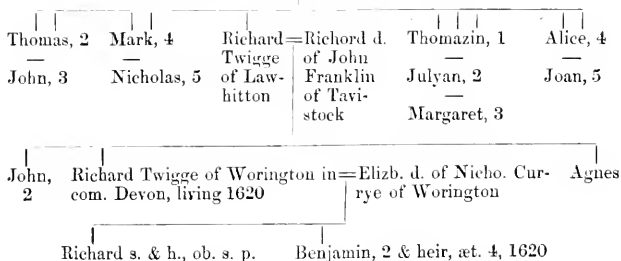 Thomas, 2 Mark, 4 Richard=Richord d. Thomazin, 1 Alice, 4
— — Twigge of John — —
John, 3 Nicholas, 5 of Law- Franklin Julyan, 2 Joan, 5
hitton of Tavi- —
stock Margaret, 3
John, Richard Twigge of Worington in=Elizb. d. of Nicho. Cur- Agnes
2 com. Devon, living 1620 rye of Worington
Richard s. & h., ob. s. p. Benjamin, 2 & heir, æt. 4, 1620